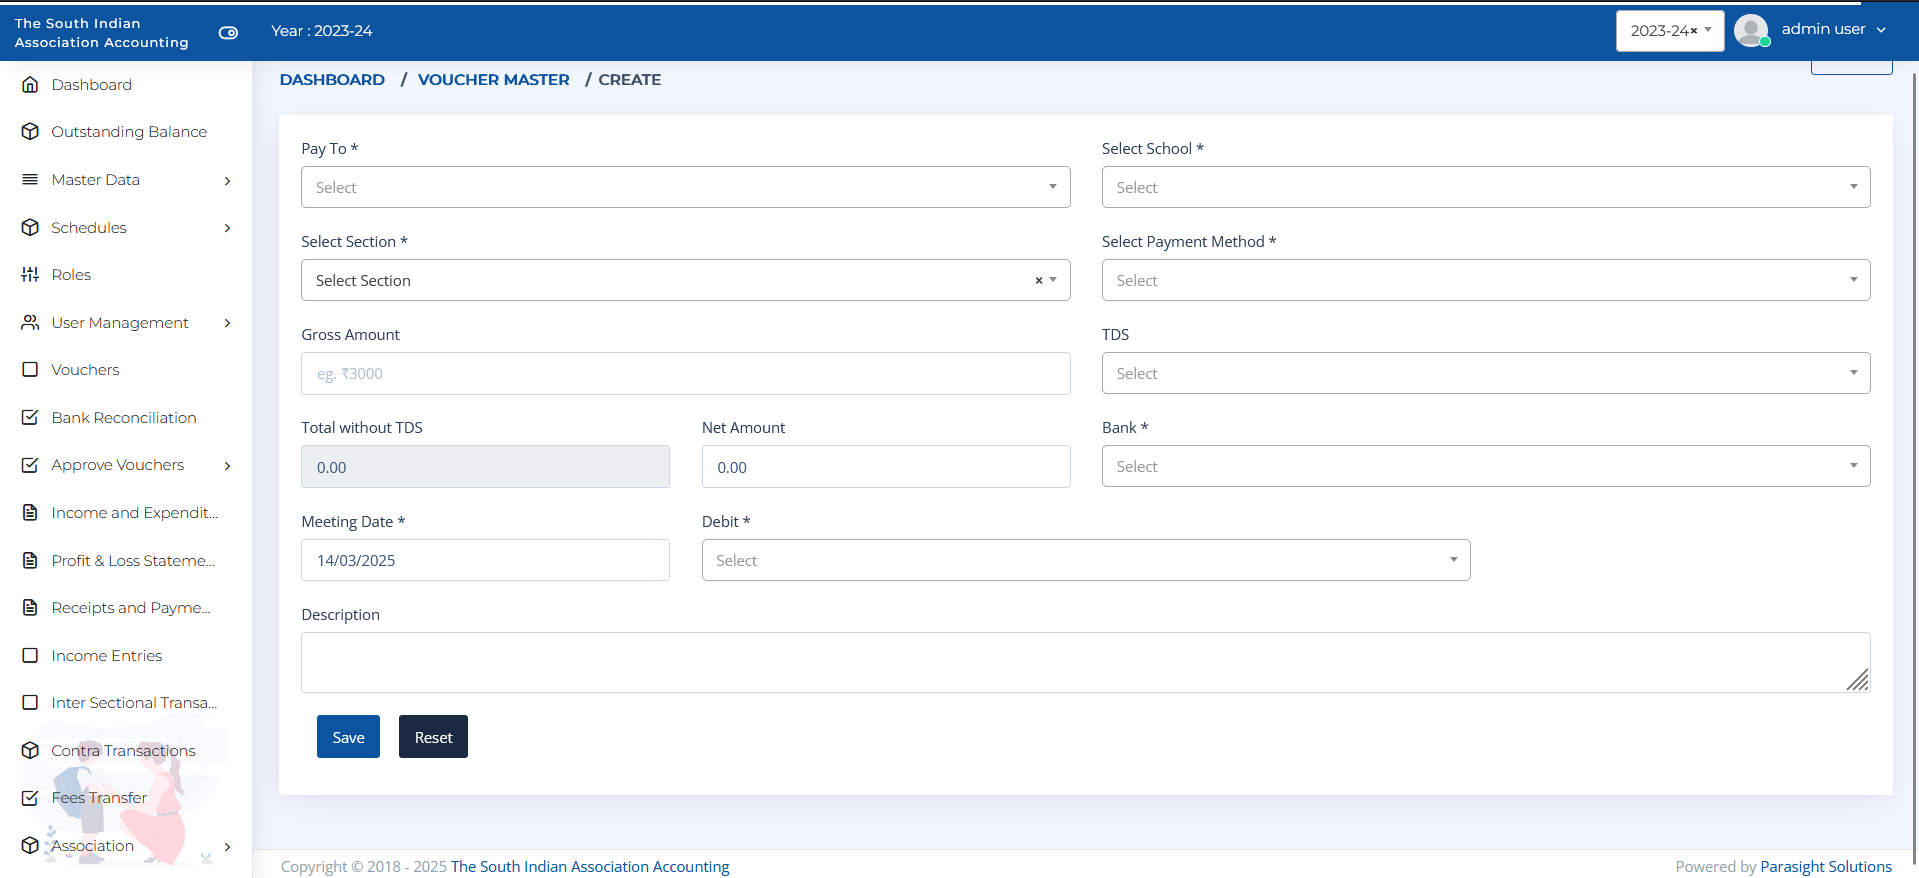 The South Indian
Association Accounting
Year : 2023-24
2023-24×
admin user
Dashboard
Outstanding Balance
Master Data
Schedules
Roles
User Management
Vouchers
Bank Reconciliation
Approve Vouchers
Income and Expendit...
Profit & Loss Stateme...
Receipts and Payme...
Income Entries
Inter Sectional Transa...
Contra Transactions
Fees Transfer
Association
DASHBOARD / VOUCHER MASTER / CREATE
Pay To *
Select
Select School *
Select
Select Section *
Select Section ×
Select Payment Method *
Select
Gross Amount
eg. ₹3000
TDS
Select
Total without TDS
0.00
Net Amount
0.00
Bank *
Select
Meeting Date *
14/03/2025
Debit *
Select
Description
Save
Reset
Copyright © 2018 - 2025 The South Indian Association Accounting
Powered by Parasight Solutions